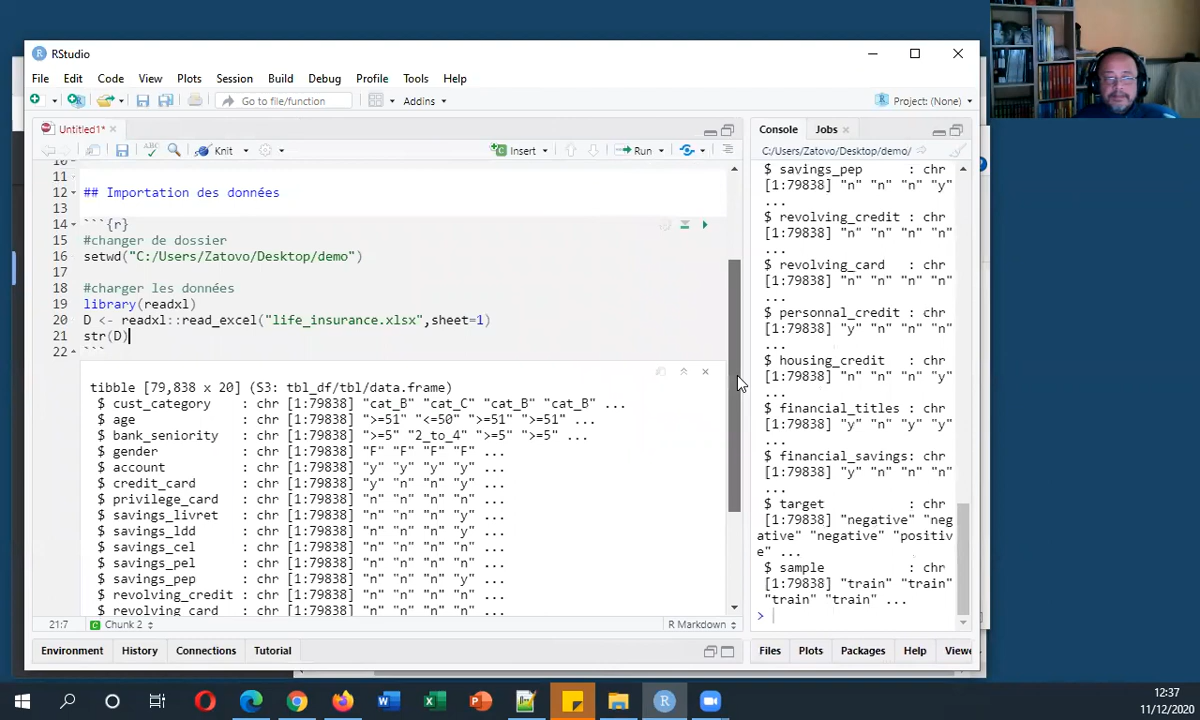 RStudio
File Edit Code View Plots Session Build Debug Profile Tools Help
Go to file/function
Addins
Project: (None)
Untitled1*
Knit
Insert
Run
11
12 ## Importation des données
13
14 ```{r}
15 #changer de dossier
16 setwd("C:/Users/Zatovo/Desktop/demo")
17
18 #charger les données
19 library(readxl)
20 D <- readxl::read_excel("life_insurance.xlsx",sheet=1)
21 str(D)
22 ```
tibble [79,838 x 20] (S3: tbl_df/tbl/data.frame)
$ cust_category : chr [1:79838] "cat_B" "cat_C" "cat_B" "cat_B" ...
$ age : chr [1:79838] ">=51" "<=50" ">=51" ">=51" ...
$ bank_seniority : chr [1:79838] ">=5" "2_to_4" ">=5" ">=5" ...
$ gender : chr [1:79838] "F" "F" "F" "F" ...
$ account : chr [1:79838] "y" "y" "y" "y" ...
$ credit_card : chr [1:79838] "y" "n" "n" "n" ...
$ privilege_card : chr [1:79838] "n" "n" "n" "n" ...
$ savings_livret : chr [1:79838] "n" "n" "n" "y" ...
$ savings_ldd : chr [1:79838] "n" "n" "n" "y" ...
$ savings_cel : chr [1:79838] "n" "n" "n" "n" ...
$ savings_pel : chr [1:79838] "n" "n" "n" "n" ...
$ savings_pep : chr [1:79838] "n" "n" "n" "y" ...
$ revolving_credit : chr [1:79838] "n" "n" "n" "n" ...
$ revolving_card : chr [1:79838] "n" "n" "n" "n" ...
21:7 Chunk 2 R Markdown
Environment History Connections Tutorial
Console Jobs
C:/Users/Zatovo/Desktop/demo/
$ savings_pep : chr
[1:79838] "n" "n" "n" "y"
...
$ revolving_credit : chr
[1:79838] "n" "n" "n" "n"
...
$ revolving_card : chr
[1:79838] "n" "n" "n" "n"
...
$ personnal_credit : chr
[1:79838] "y" "n" "n" "n"
...
$ housing_credit : chr
[1:79838] "n" "n" "n" "y"
...
$ financial_titles : chr
[1:79838] "y" "n" "y" "n"
...
$ financial_savings: chr
[1:79838] "y" "n" "n" "n"
...
$ target : chr
[1:79838] "negative" "neg
ative" "negative" "positiv
e" ...
$ sample : chr
[1:79838] "train" "train"
"train" "train" ...
>
Files Plots Packages Help Viewe
12:37
11/12/2020